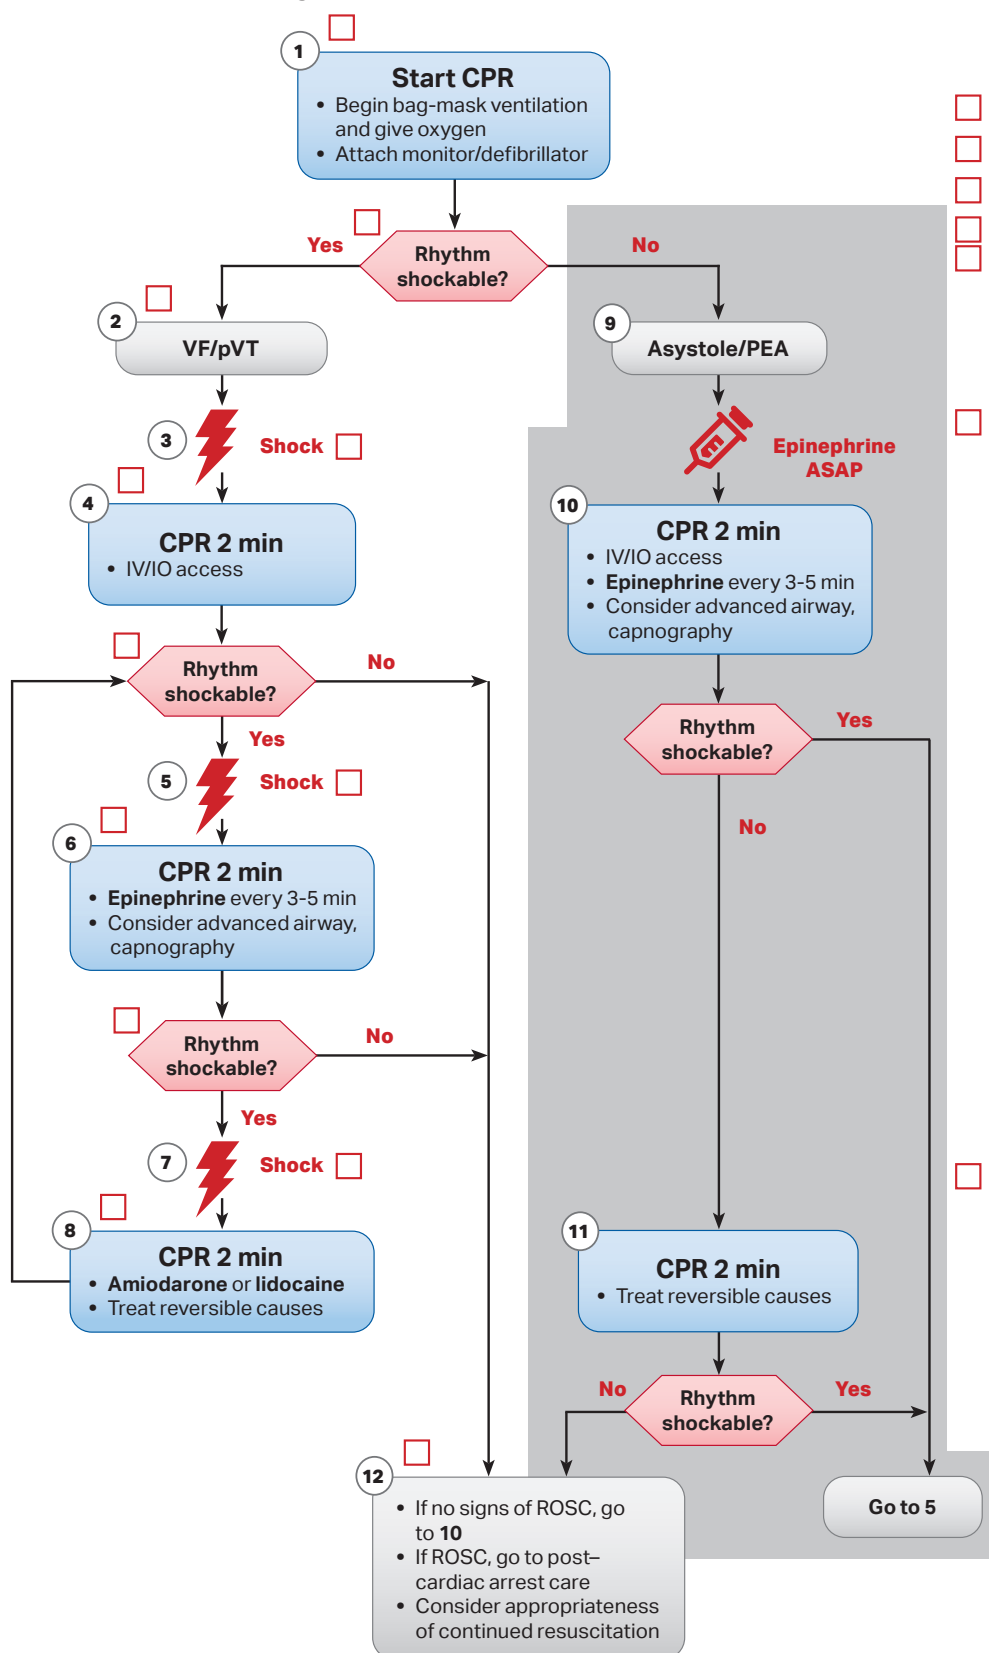 1
Start CPR
• Begin bag-mask ventilation
and give oxygen
• Attach monitor/defibrillator
Rhythm
shockable?
Yes
No
2
VF/pVT
3
Shock
4
CPR 2 min
• IV/IO access
Rhythm
shockable?
No
Yes
5
Shock
6
CPR 2 min
• Epinephrine every 3-5 min
• Consider advanced airway,
capnography
Rhythm
shockable?
No
Yes
7
Shock
8
CPR 2 min
• Amiodarone or lidocaine
• Treat reversible causes
9
Asystole/PEA
Epinephrine
ASAP
10
CPR 2 min
• IV/IO access
• Epinephrine every 3-5 min
• Consider advanced airway,
capnography
Rhythm
shockable?
Yes
No
11
CPR 2 min
• Treat reversible causes
No
Rhythm
shockable?
Yes
12
• If no signs of ROSC, go
to 10
• If ROSC, go to post–
cardiac arrest care
• Consider appropriateness
of continued resuscitation
Go to 5